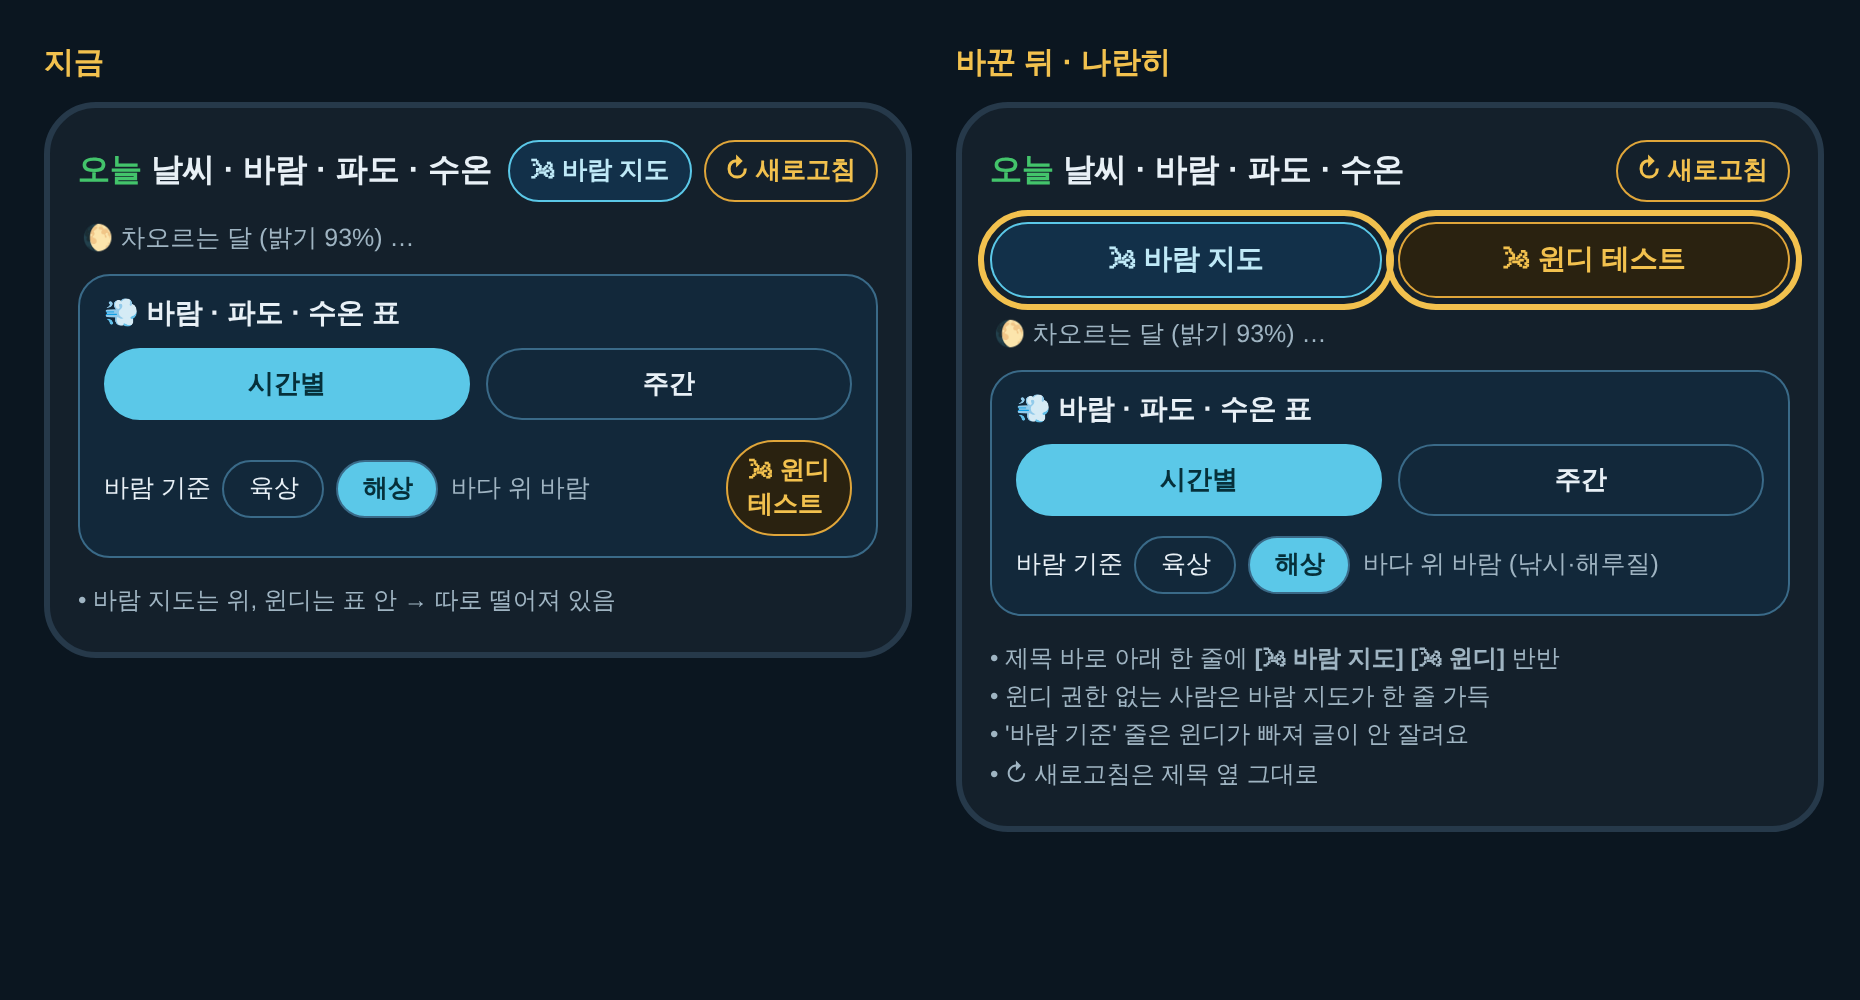 지금
오늘 날씨 · 바람 · 파도 · 수온
🌬 바람 지도
↻ 새로고침
🌔 차오르는 달 (밝기 93%) …
💨 바람 · 파도 · 수온 표
시간별
주간
바람 기준
육상
해상
바다 위 바람
🌬 윈디
테스트
• 바람 지도는 위, 윈디는 표 안 → 따로 떨어져 있음
바꾼 뒤 · 나란히
오늘 날씨 · 바람 · 파도 · 수온
↻ 새로고침
🌬 바람 지도
🌬 윈디 테스트
🌔 차오르는 달 (밝기 93%) …
💨 바람 · 파도 · 수온 표
시간별
주간
바람 기준
육상
해상
바다 위 바람 (낚시·해루질)
• 제목 바로 아래 한 줄에 [🌬 바람 지도] [🌬 윈디] 반반
• 윈디 권한 없는 사람은 바람 지도가 한 줄 가득
• '바람 기준' 줄은 윈디가 빠져 글이 안 잘려요
• ↻ 새로고침은 제목 옆 그대로